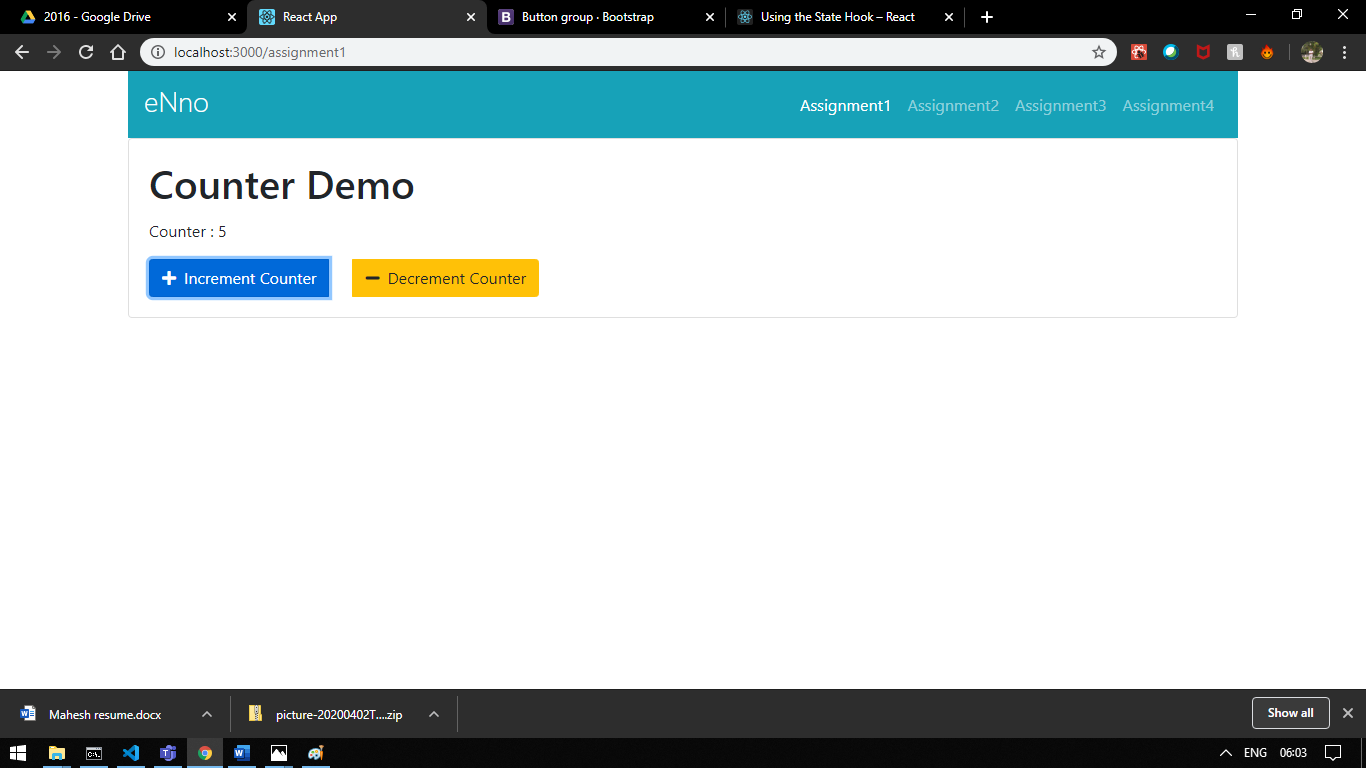 2016 - Google Drive
React App
Button group · Bootstrap
Using the State Hook – React
localhost:3000/assignment1
eNno
Assignment1 Assignment2 Assignment3 Assignment4
Counter Demo
Counter : 5
Increment Counter
Decrement Counter
Mahesh resume.docx
picture-20200402T....zip
Show all
ENG 06:03